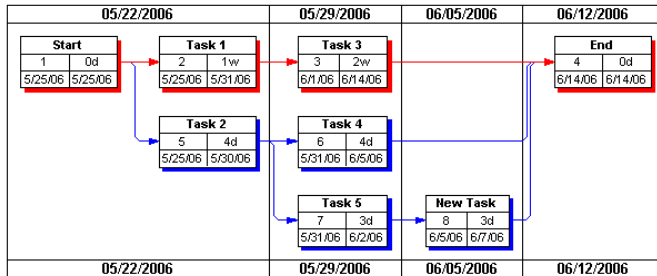 05/22/2006 05/29/2006 06/05/2006 06/12/2006
Start Task 1 Task 3 End
1 0d 2 1w 3 2w 4 0d
5/25/06 5/25/06 5/25/06 5/31/06 6/1/06 6/14/06 6/14/06 6/14/06
Task 2 Task 4
5 4d 6 4d
5/25/06 5/30/06 5/31/06 6/5/06
Task 5 New Task
7 3d 8 3d
5/31/06 6/2/06 6/5/06 6/7/06
05/22/2006 05/29/2006 06/05/2006 06/12/2006